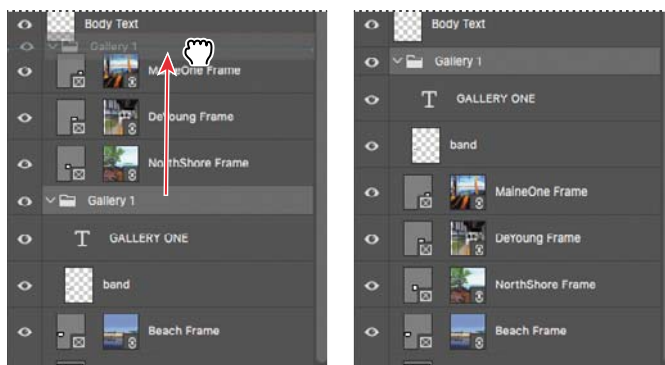 Body Text
Gallery 1
MaineOne Frame
DeYoung Frame
NorthShore Frame
Gallery 1
T GALLERY ONE
band
Beach Frame
Body Text
Gallery 1
T GALLERY ONE
band
MaineOne Frame
DeYoung Frame
NorthShore Frame
Beach Frame